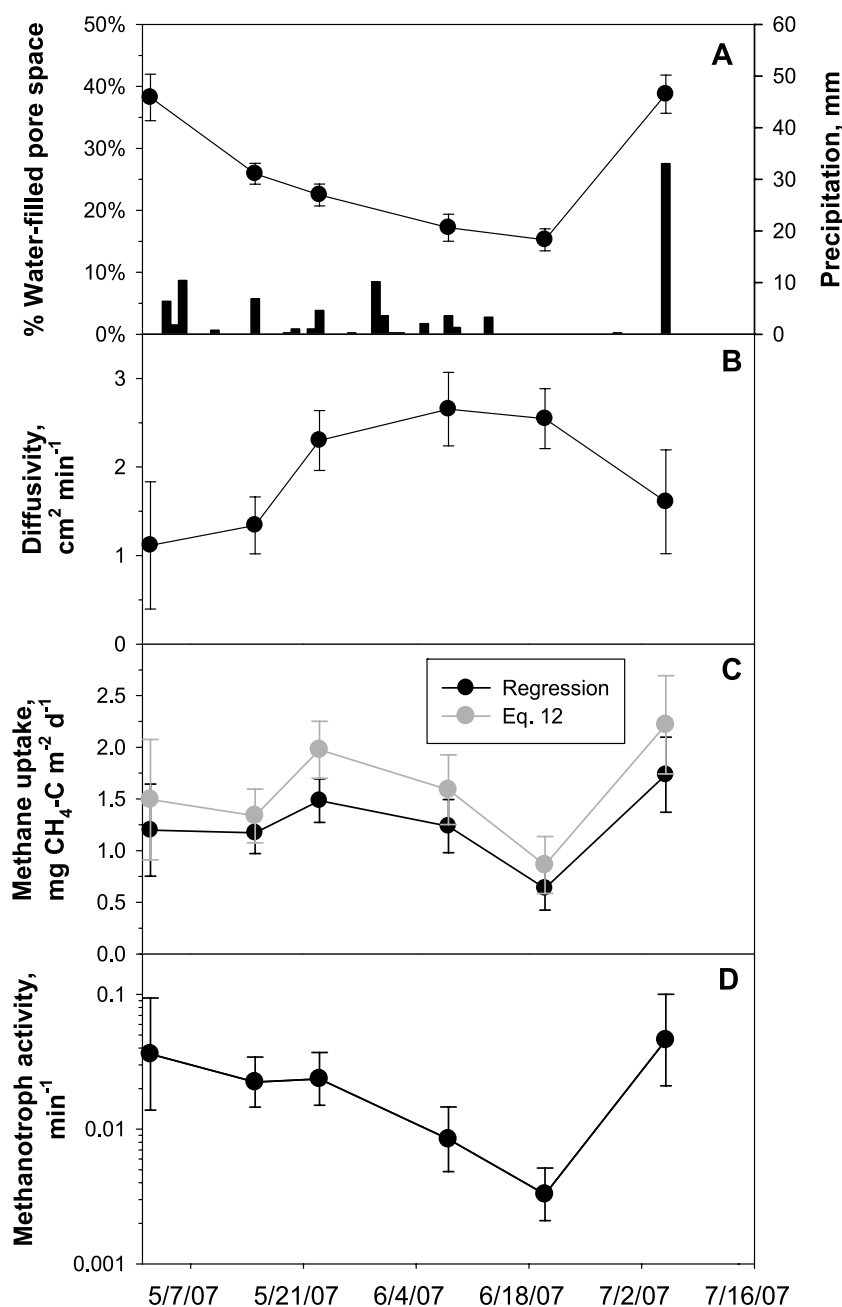 A
% Water-filled pore space
50%
40%
30%
20%
10%
0%
60
50
40
30
20
10
0
Precipitation, mm
B
Diffusivity,
cm² min⁻¹
3
2
1
0
C
Methane uptake,
mg CH₄-C m⁻² d⁻¹
2.5
2.0
1.5
1.0
0.5
0.0
Regression
Eq. 12
D
Methanotroph activity,
min⁻¹
0.1
0.01
0.001
5/7/07 5/21/07 6/4/07 6/18/07 7/2/07 7/16/07